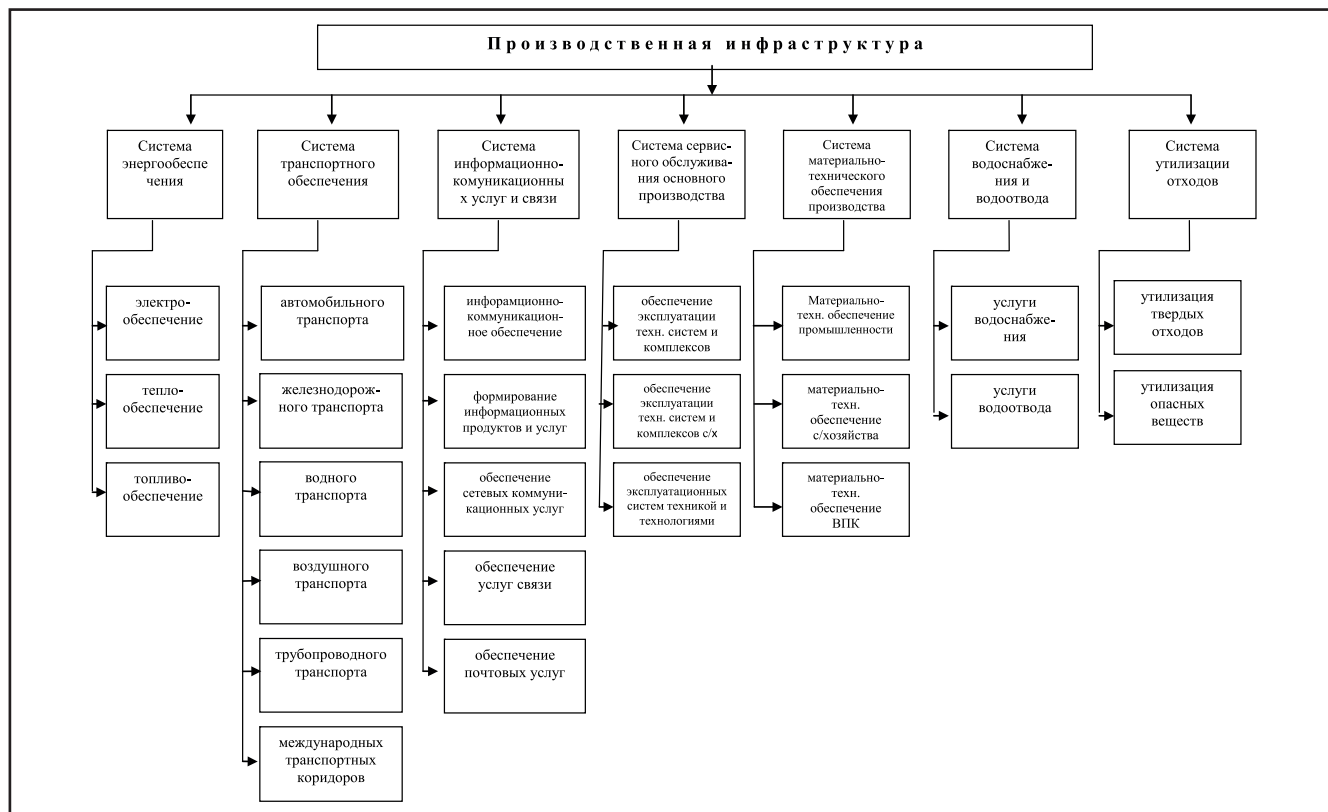 Производственная инфраструктура
Система
энергообеспе
чения
Система
транспортного
обеспечения
Система
информационно-
комуникационны
х услуг и связи
Система сервис-
ного обслужива-
ния основного
производства
Система
материально-
технического
обеспечения
производства
Система
водоснабже-
ния и
водоотвода
Система
утилизации
отходов
электро-
обеспечение
тепло-
обеспечение
топливо-
обеспечение
автомобильного
транспорта
железнодорож-
ного транспорта
водного
транспорта
воздушного
транспорта
трубопроводного
транспорта
международных
транспортных
коридоров
инфорамционно-
коммуникацион-
ное обеспечение
формирование
информационных
продуктов и услуг
обеспечение
сетевых коммуни-
кационных услуг
обеспечение
услуг связи
обеспечение
почтовых услуг
обеспечение
эксплуатации
техн. систем и
комплексов
обеспечение
эксплуатации
техн. систем и
комплексов с/х
обеспечение
эксплуатационных
систем техникой и
технологиями
Материально-
техн. обеспечение
промышленности
материально-
техн.
обеспечение
с/хозяйства
материально-
техн.
обеспечение
ВПК
услуги
водоснабже-
ния
услуги
водоотвода
утилизация
твердых
отходов
утилизация
опасных
веществ